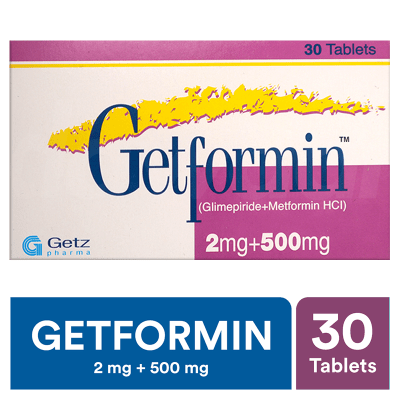 30 Tablets
Getformin™
(Glimepiride+Metformin HCl)
2mg+500mg
Getz
pharma
GETFORMIN
2 mg + 500 mg
30
Tablets